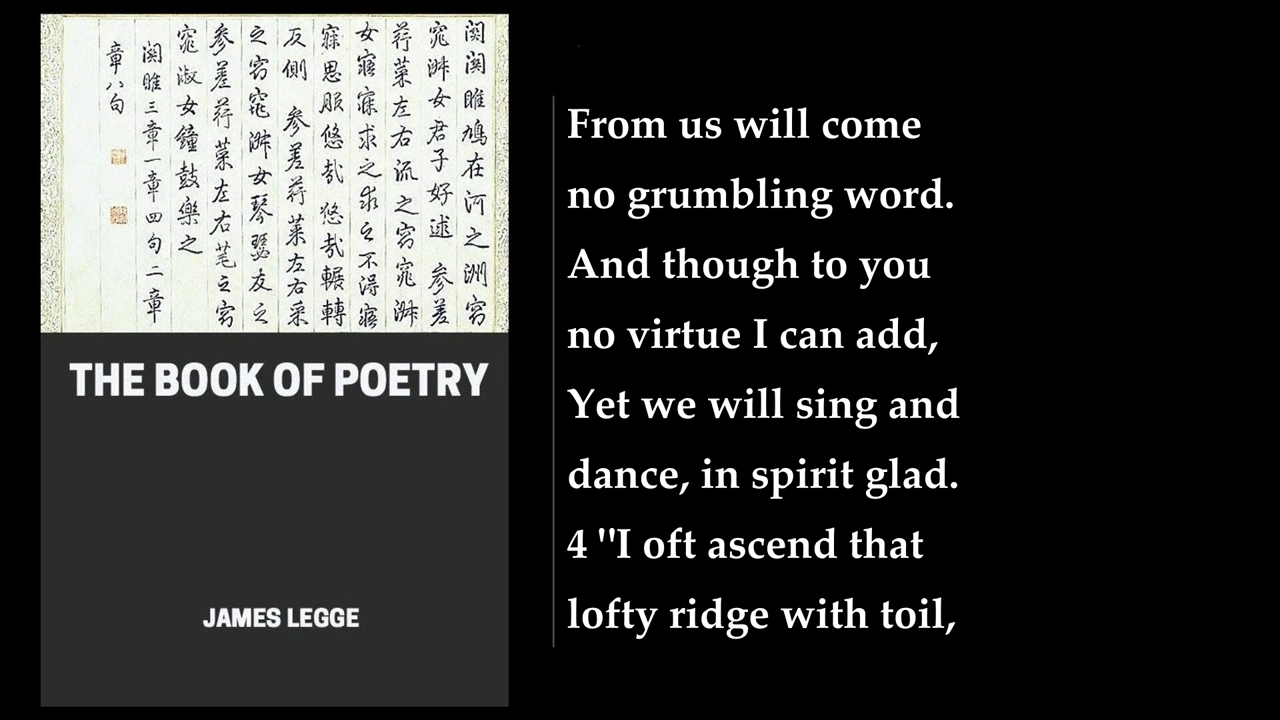 關關雎鳩在河之洲窈
窕淑女君子好逑 參差
荇菜左右流之窈窕淑
女寤寐求之求之不得寤
寐思服悠哉悠哉輾轉
反側 參差荇菜左右采
之窈窕淑女琴瑟友之
參差荇菜左右芼之窈
窕淑女鐘鼓樂之
關雎三章一章四句二章
章八句
THE BOOK OF POETRY
JAMES LEGGE
From us will come
no grumbling word.
And though to you
no virtue I can add,
Yet we will sing and
dance, in spirit glad.
4 "I oft ascend that
lofty ridge with toil,